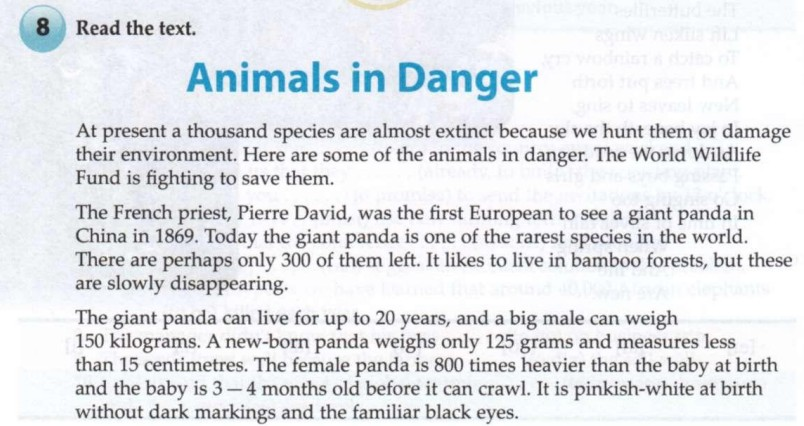 8 Read the text.
Animals in Danger
At present a thousand species are almost extinct because we hunt them or damage
their environment. Here are some of the animals in danger. The World Wildlife
Fund is fighting to save them.
The French priest, Pierre David, was the first European to see a giant panda in
China in 1869. Today the giant panda is one of the rarest species in the world.
There are perhaps only 300 of them left. It likes to live in bamboo forests, but these
are slowly disappearing.
The giant panda can live for up to 20 years, and a big male can weigh
150 kilograms. A new-born panda weighs only 125 grams and measures less
than 15 centimetres. The female panda is 800 times heavier than the baby at birth
and the baby is 3 — 4 months old before it can crawl. It is pinkish-white at birth
without dark markings and the familiar black eyes.